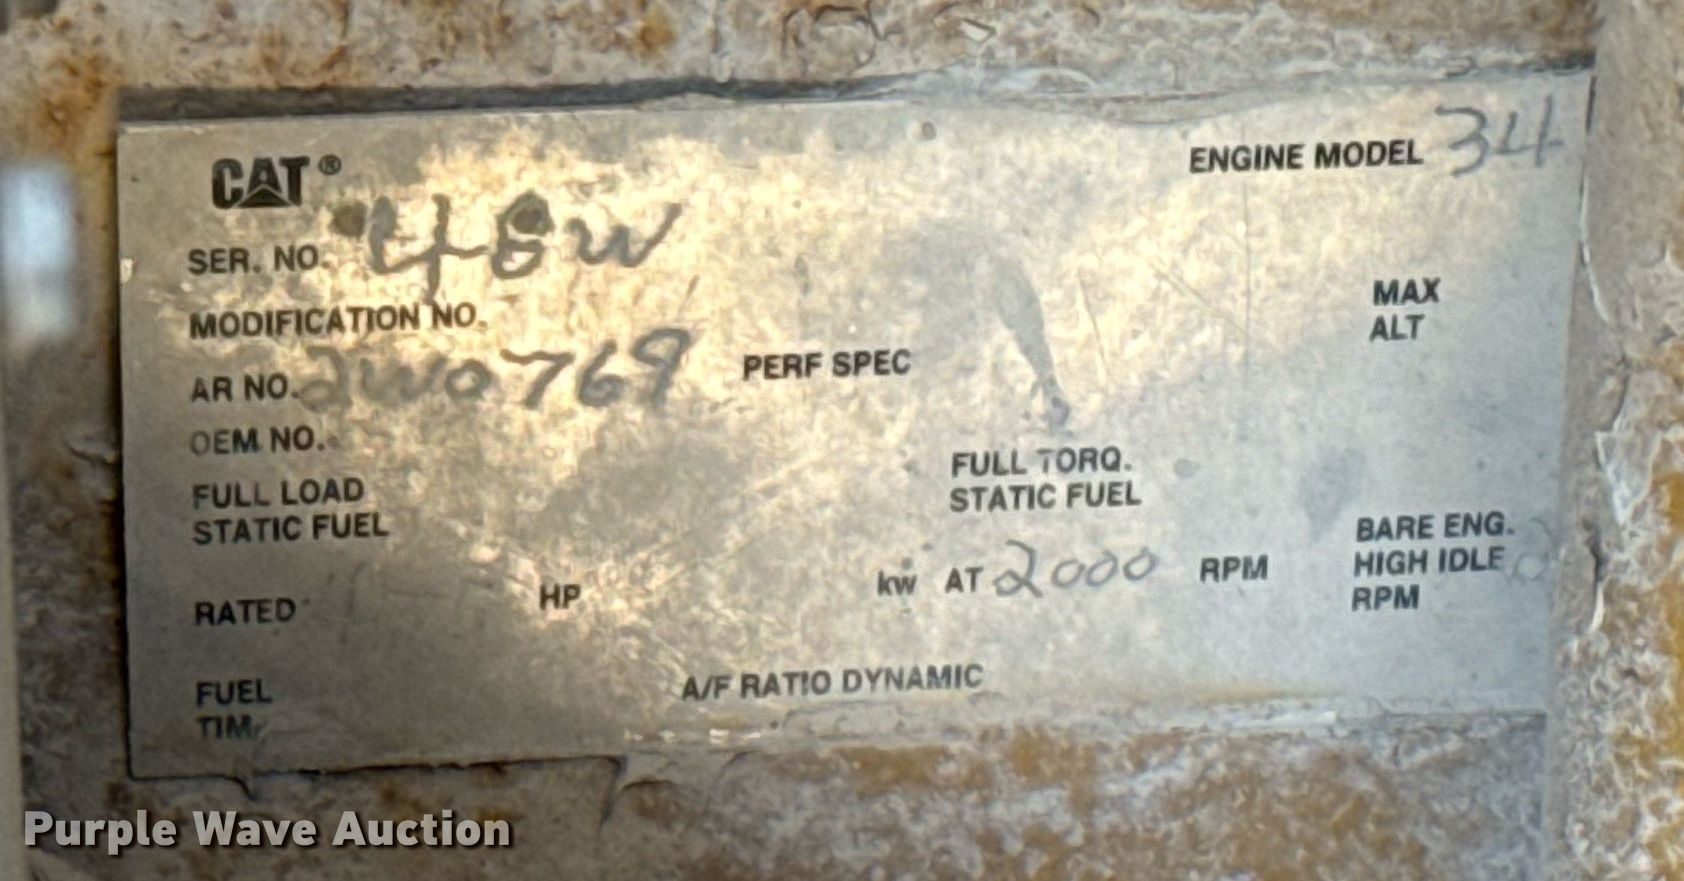 CAT®
ENGINE MODEL 34
SER. NO. 48W
MODIFICATION NO.
MAX
ALT
AR NO. 2W0769
PERF SPEC
OEM NO.
FULL LOAD
STATIC FUEL
FULL TORQ.
STATIC FUEL
RATED HP kw AT 2000 RPM
BARE ENG.
HIGH IDLE
RPM
FUEL
TIM.
A/F RATIO DYNAMIC
Purple Wave Auction